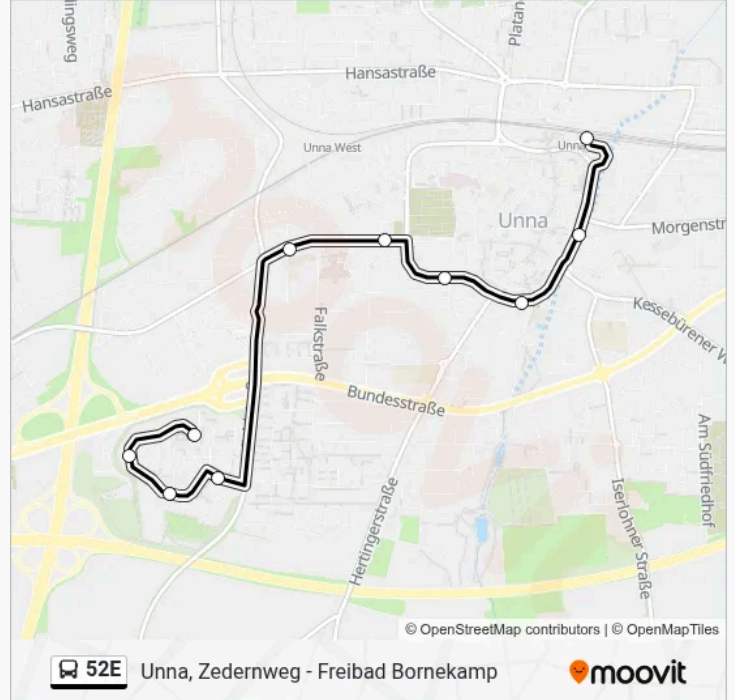 ingsweg
Platan
Hansastraße
Hansastraße
Unna West
Unna
Unna
Morgenstr
Falkstraße
Kessebürener W
Bundesstraße
Am Südfriedhof
Hertingerstraße
Iserlohner Straße
© OpenStreetMap contributors | © OpenMapTiles
52E
Unna, Zedernweg - Freibad Bornekamp
moovit